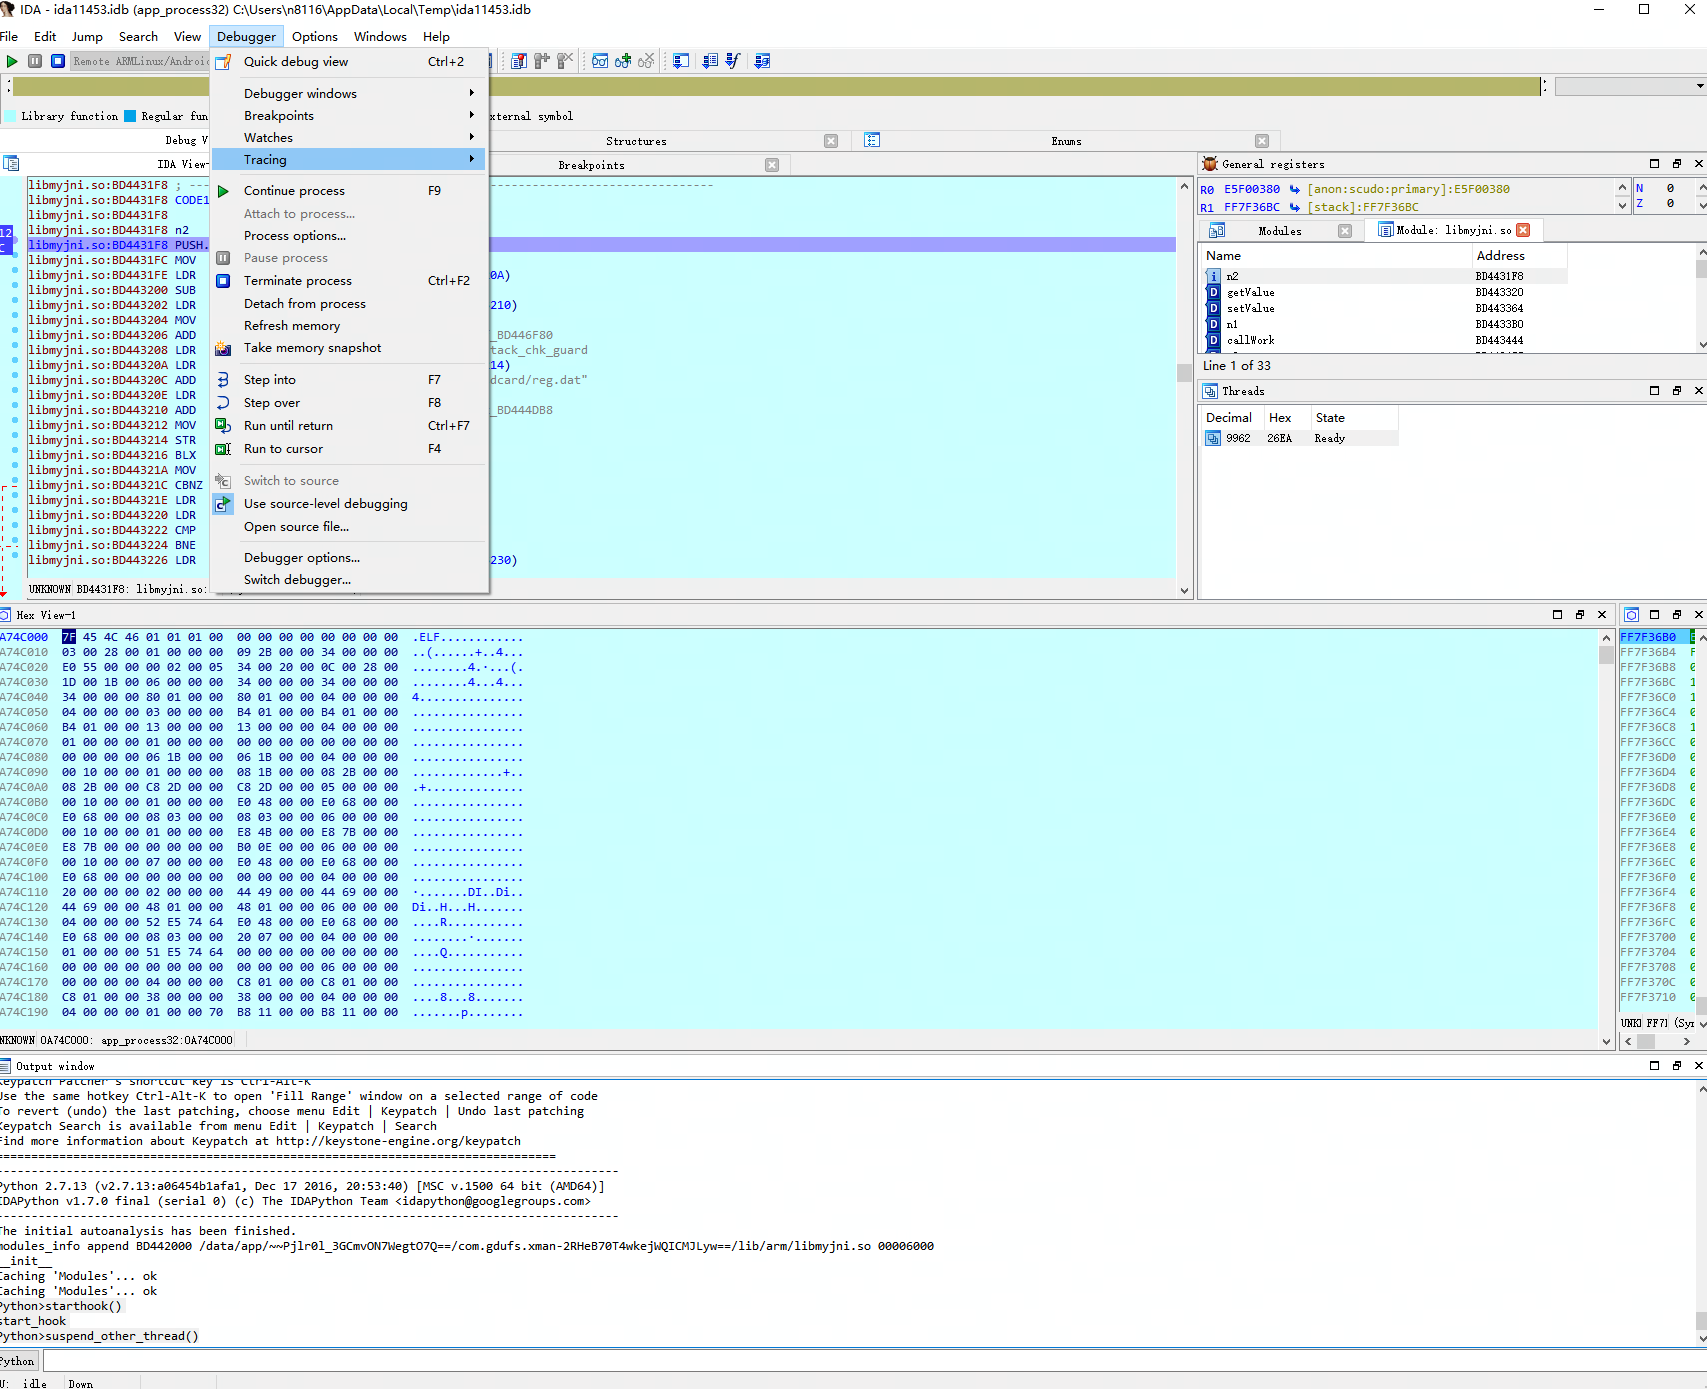 IDA - ida11453.idb (app_process32) C:\Users\n8116\AppData\Local\Temp\ida11453.idb
File Edit Jump Search View Debugger Options Windows Help
Remote ARMLinux/Android
Library function Regular fun
xternal symbol
Debug V
Structures
Enums
IDA View-
Breakpoints
Quick debug view Ctrl+2
Debugger windows
Breakpoints
Watches
Tracing
Continue process F9
Attach to process...
Process options...
Pause process
Terminate process Ctrl+F2
Detach from process
Refresh memory
Take memory snapshot
Step into F7
Step over F8
Run until return Ctrl+F7
Run to cursor F4
Switch to source
Use source-level debugging
Open source file...
Debugger options...
Switch debugger...
12
C
libmyjni.so:BD4431F8 ; ---
libmyjni.so:BD4431F8 CODE1
libmyjni.so:BD4431F8
libmyjni.so:BD4431F8 n2
libmyjni.so:BD4431F8 PUSH.
libmyjni.so:BD4431FC MOV
libmyjni.so:BD4431FE LDR 0A)
libmyjni.so:BD443200 SUB
libmyjni.so:BD443202 LDR 210)
libmyjni.so:BD443204 MOV
libmyjni.so:BD443206 ADD _BD446F80
libmyjni.so:BD443208 LDR tack_chk_guard
libmyjni.so:BD44320A LDR 14)
libmyjni.so:BD44320C ADD dcard/reg.dat"
libmyjni.so:BD44320E LDR
libmyjni.so:BD443210 ADD _BD444DB8
libmyjni.so:BD443212 MOV
libmyjni.so:BD443214 STR
libmyjni.so:BD443216 BLX
libmyjni.so:BD44321A MOV
libmyjni.so:BD44321C CBNZ
libmyjni.so:BD44321E LDR
libmyjni.so:BD443220 LDR
libmyjni.so:BD443222 CMP
libmyjni.so:BD443224 BNE
libmyjni.so:BD443226 LDR 230)
UNKNOWN BD4431F8: libmyjni.so:
General registers
R0 E5F00380 [anon:scudo:primary]:E5F00380
R1 FF7F36BC [stack]:FF7F36BC
N 0
Z 0
Modules
Module: libmyjni.so
Name Address
n2 BD4431F8
getValue BD443320
setValue BD443364
n1 BD4433B0
callWork BD443444
Line 1 of 33
Threads
Decimal Hex State
9962 26EA Ready
Hex View-1
A74C000 7F 45 4C 46 01 01 01 00 00 00 00 00 00 00 00 00 .ELF............
A74C010 03 00 28 00 01 00 00 00 09 2B 00 00 34 00 00 00 ..(......+..4...
A74C020 E0 55 00 00 00 02 00 05 34 00 20 00 0C 00 28 00 ........4.·...(.
A74C030 1D 00 1B 00 06 00 00 00 34 00 00 00 34 00 00 00 ........4...4...
A74C040 34 00 00 00 80 01 00 00 80 01 00 00 04 00 00 00 4...............
A74C050 04 00 00 00 03 00 00 00 B4 01 00 00 B4 01 00 00 ................
A74C060 B4 01 00 00 13 00 00 00 13 00 00 00 04 00 00 00 ................
A74C070 01 00 00 00 01 00 00 00 00 00 00 00 00 00 00 00 ................
A74C080 00 00 00 00 06 1B 00 00 06 1B 00 00 04 00 00 00 ................
A74C090 00 10 00 00 01 00 00 00 08 1B 00 00 08 2B 00 00 .............+..
A74C0A0 08 2B 00 00 C8 2D 00 00 C8 2D 00 00 05 00 00 00 .+..............
A74C0B0 00 10 00 00 01 00 00 00 E0 48 00 00 E0 68 00 00 ................
A74C0C0 E0 68 00 00 08 03 00 00 08 03 00 00 06 00 00 00 ................
A74C0D0 00 10 00 00 01 00 00 00 E8 4B 00 00 E8 7B 00 00 ................
A74C0E0 E8 7B 00 00 00 00 00 00 B0 0E 00 00 06 00 00 00 ................
A74C0F0 00 10 00 00 07 00 00 00 E0 48 00 00 E0 68 00 00 ................
A74C100 E0 68 00 00 00 00 00 00 00 00 00 00 04 00 00 00 ................
A74C110 20 00 00 00 02 00 00 00 44 49 00 00 44 69 00 00 ·.......DI..Di..
A74C120 44 69 00 00 48 01 00 00 48 01 00 00 06 00 00 00 Di..H...H.......
A74C130 04 00 00 00 52 E5 74 64 E0 48 00 00 E0 68 00 00 ....R...........
A74C140 E0 68 00 00 08 03 00 00 20 07 00 00 04 00 00 00 ........·.......
A74C150 01 00 00 00 51 E5 74 64 00 00 00 00 00 00 00 00 ....Q...........
A74C160 00 00 00 00 00 00 00 00 00 00 00 00 06 00 00 00 ................
A74C170 00 00 00 00 04 00 00 00 C8 01 00 00 C8 01 00 00 ................
A74C180 C8 01 00 00 38 00 00 00 38 00 00 00 04 00 00 00 ....8...8.......
A74C190 04 00 00 00 01 00 00 70 B8 11 00 00 B8 11 00 00 .......p........
NKNOWN 0A74C000: app_process32:0A74C000
FF7F36B0
FF7F36B4 F
FF7F36B8 0
FF7F36BC 1
FF7F36C0 1
FF7F36C4 0
FF7F36C8 1
FF7F36CC 0
FF7F36D0 0
FF7F36D4 0
FF7F36D8 0
FF7F36DC 0
FF7F36E0 0
FF7F36E4 0
FF7F36E8 0
FF7F36EC 0
FF7F36F0 0
FF7F36F4 0
FF7F36F8 0
FF7F36FC 0
FF7F3700 0
FF7F3704 0
FF7F3708 0
FF7F370C 0
FF7F3710 0
UNKI FF7I (Syr
Output window
Keypatch Patcher's shortcut key is Ctrl-Alt-K
Use the same hotkey Ctrl-Alt-K to open 'Fill Range' window on a selected range of code
To revert (undo) the last patching, choose menu Edit | Keypatch | Undo last patching
Keypatch Search is available from menu Edit | Keypatch | Search
Find more information about Keypatch at http://keystone-engine.org/keypatch
Python 2.7.13 (v2.7.13:a06454b1afa1, Dec 17 2016, 20:53:40) [MSC v.1500 64 bit (AMD64)]
IDAPython v1.7.0 final (serial 0) (c) The IDAPython Team <idapython@googlegroups.com>
The initial autoanalysis has been finished.
modules_info append BD442000 /data/app/~~Pjlr0l_3GCmvON7WegtO7Q==/com.gdufs.xman-2RHeB70T4wkejWQICMJLyw==/lib/arm/libmyjni.so 00006000
__init__
Caching 'Modules'... ok
Caching 'Modules'... ok
Python>starthook()
start_hook
Python>suspend_other_thread()
Python
U: idle Down